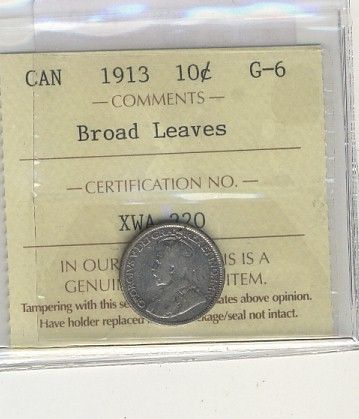 CAN 1913 10¢ G-6
— COMMENTS —
Broad Leaves
— CERTIFICATION NO. —
XWA 220
IN OUR IS IS A
GENUI ITEM.
Tampering with this se ates above opinion.
Have holder replaced kage/seal not intact.